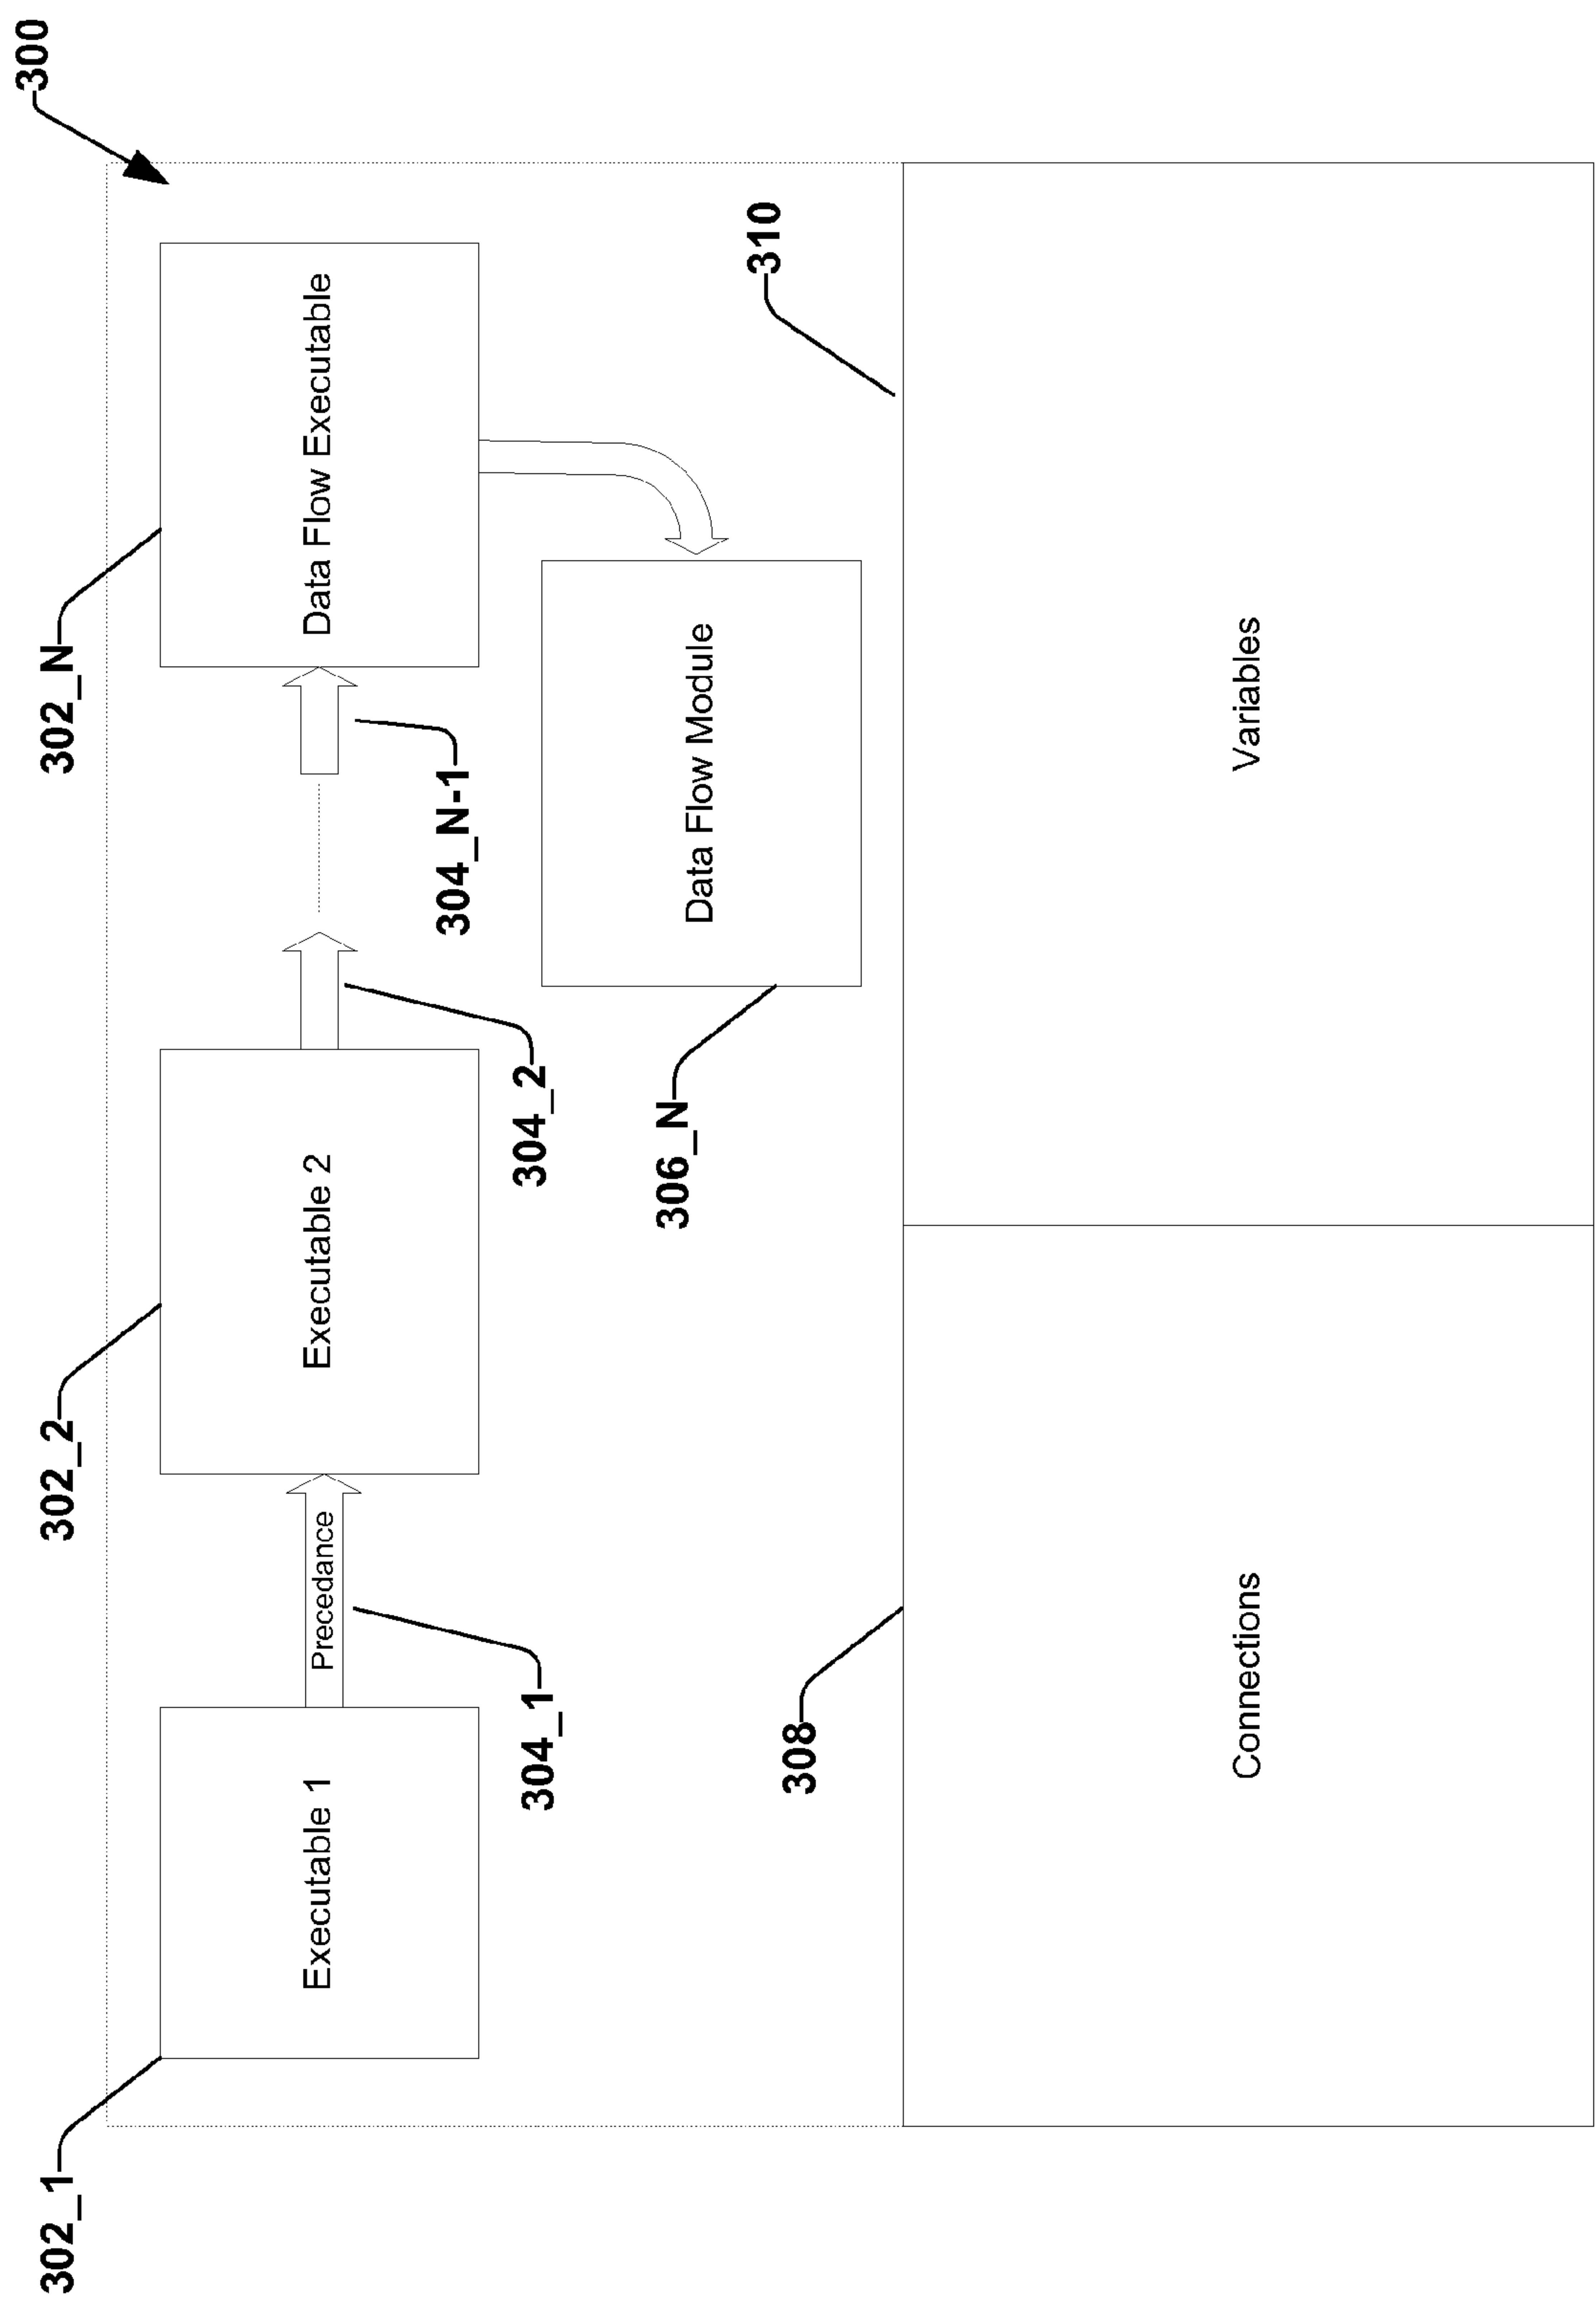 300
302_1
302_2
302_N
Executable 1
Precedance
Executable 2
Data Flow Executable
304_1
304_2
304_N-1
306_N
Data Flow Module
308
310
Connections
Variables